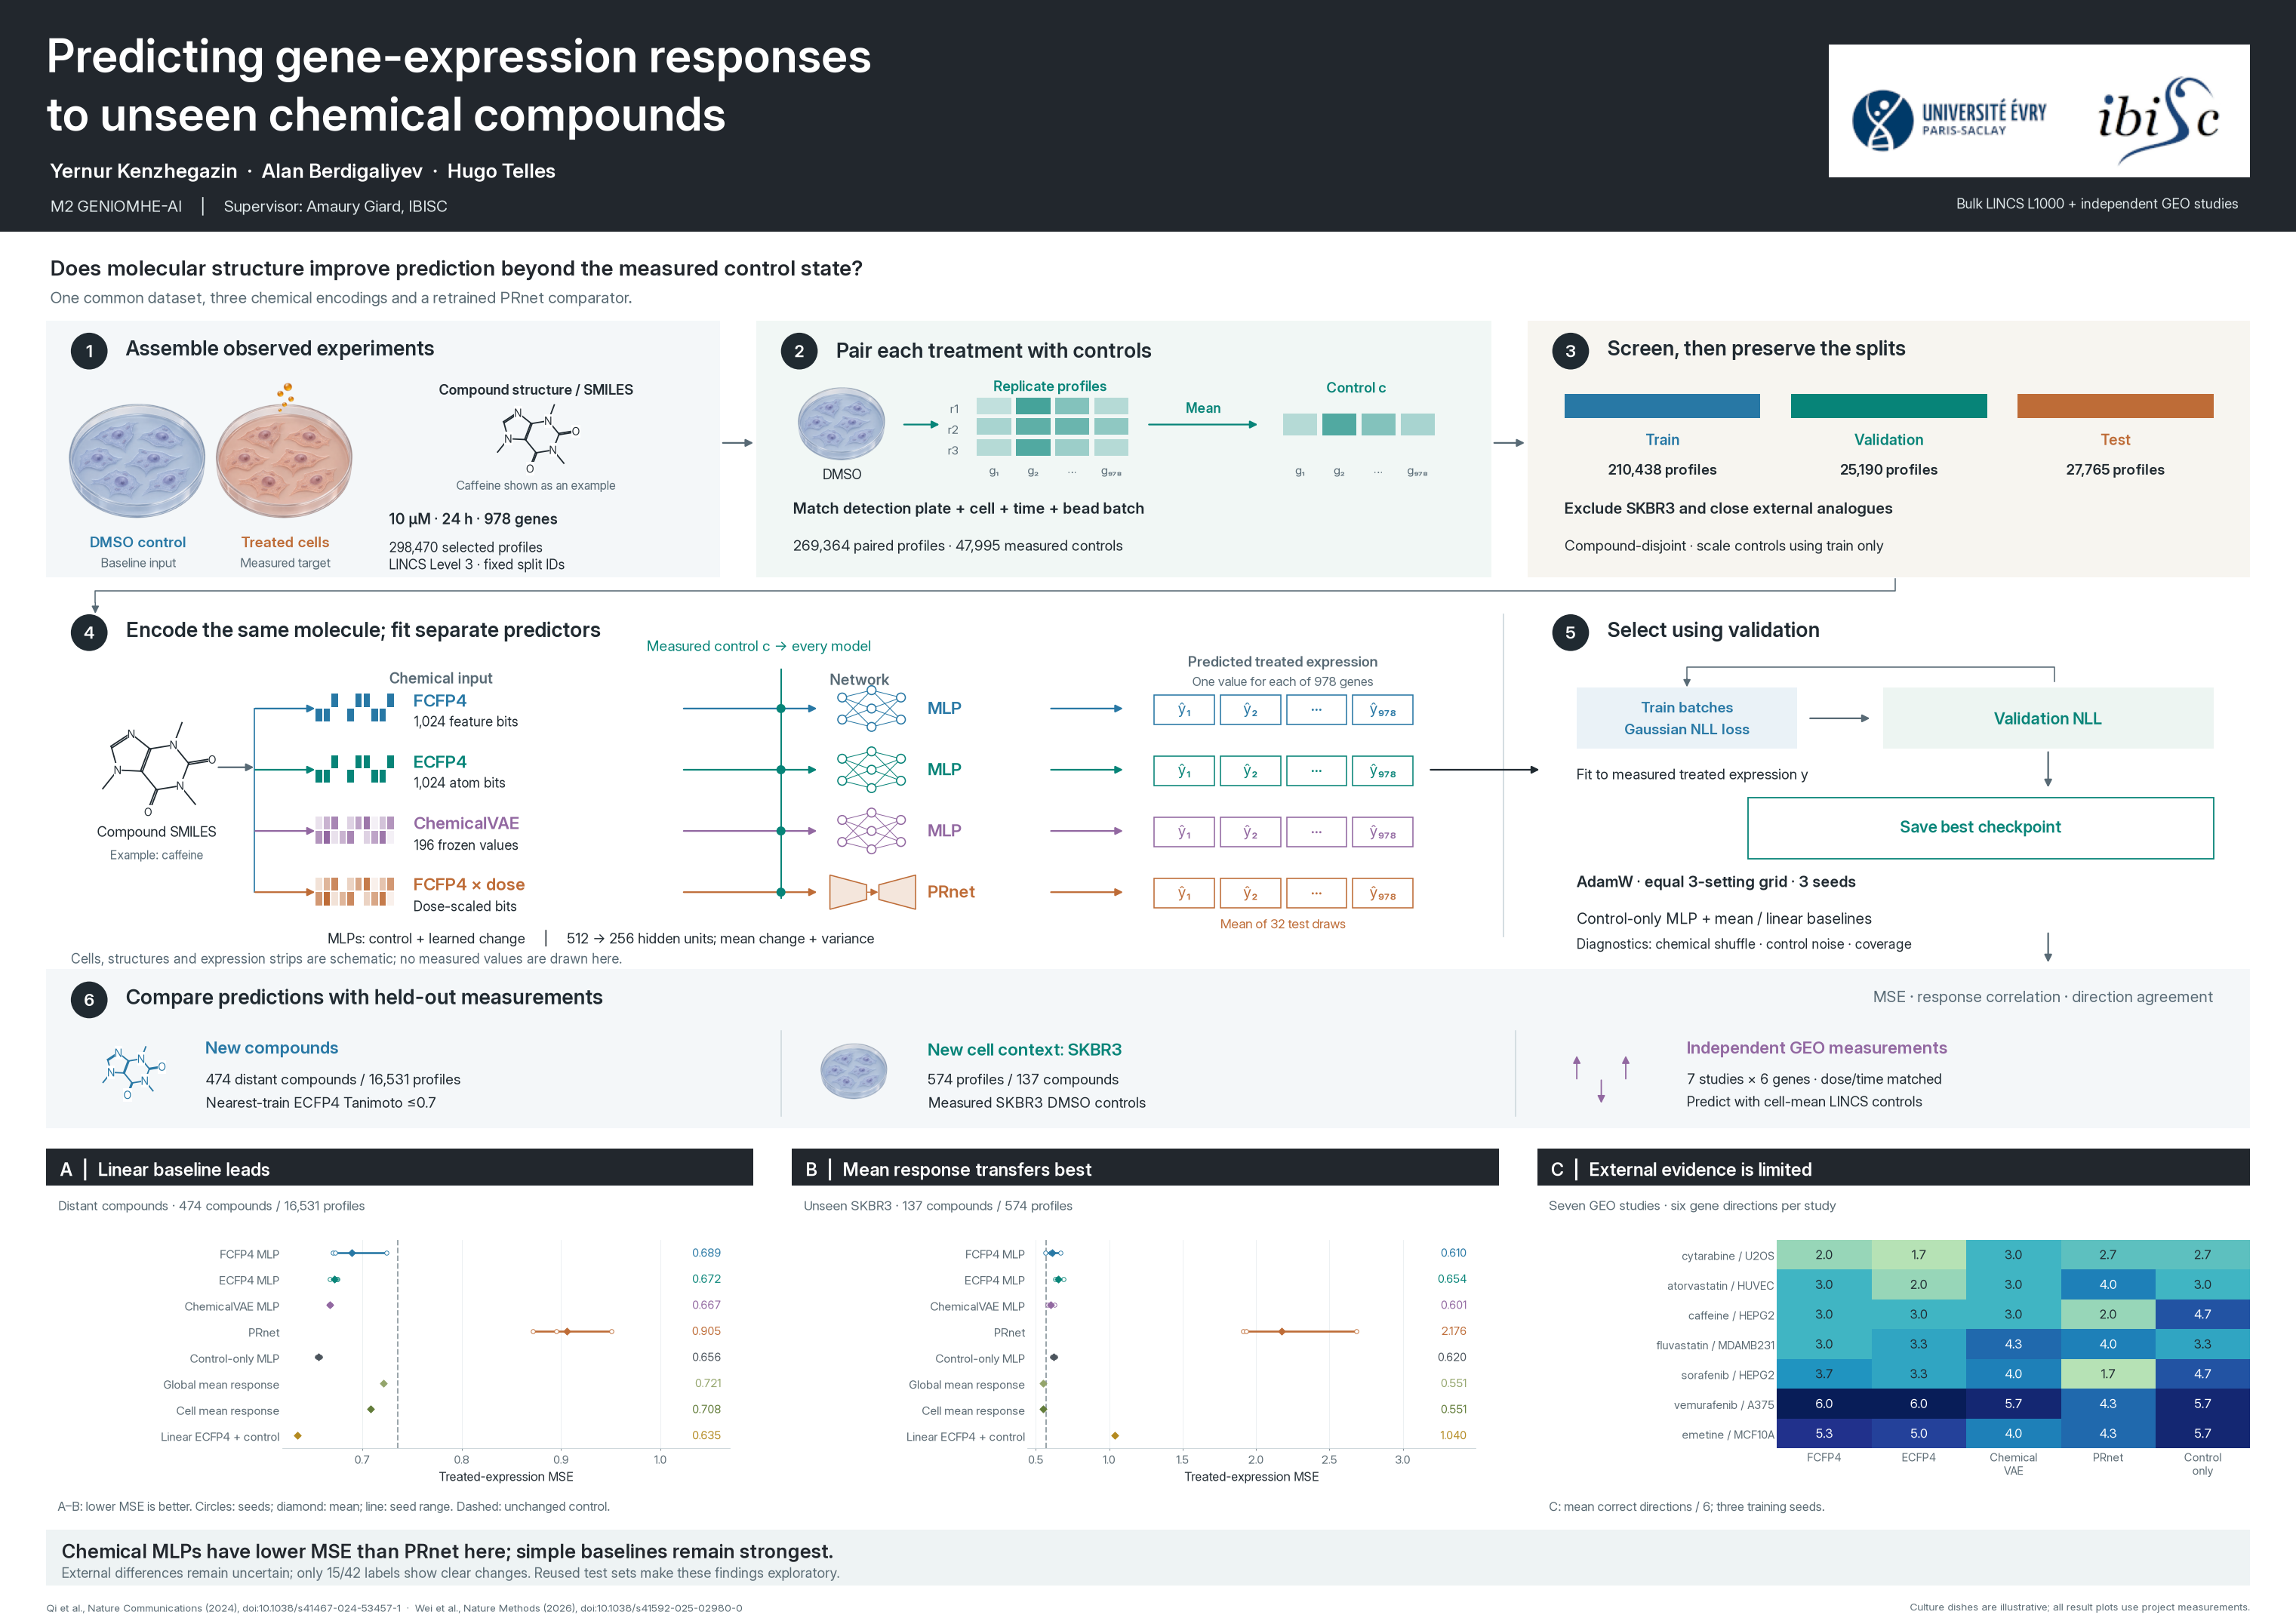 Predicting gene-expression responses
to unseen chemical compounds
Yernur Kenzhegazin · Alan Berdigaliyev · Hugo Telles
M2 GENIOMHE-AI | Supervisor: Amaury Giard, IBISC
UNIVERSITÉ ÉVRY
PARIS-SACLAY
ibiSc
Bulk LINCS L1000 + independent GEO studies
Does molecular structure improve prediction beyond the measured control state?
One common dataset, three chemical encodings and a retrained PRnet comparator.
1 Assemble observed experiments
Compound structure / SMILES
N
N
N
N
O
O
Caffeine shown as an example
10 µM · 24 h · 978 genes
298,470 selected profiles
LINCS Level 3 · fixed split IDs
DMSO control
Baseline input
Treated cells
Measured target
2 Pair each treatment with controls
Replicate profiles
r1
r2
r3
g₁ g₂ ... g₉₇₈
DMSO
Mean
Control c
g₁ g₂ ... g₉₇₈
Match detection plate + cell + time + bead batch
269,364 paired profiles · 47,995 measured controls
3 Screen, then preserve the splits
Train Validation Test
210,438 profiles 25,190 profiles 27,765 profiles
Exclude SKBR3 and close external analogues
Compound-disjoint · scale controls using train only
4 Encode the same molecule; fit separate predictors
Measured control c → every model
Chemical input
Network
Predicted treated expression
One value for each of 978 genes
N
N
N
N
O
O
Compound SMILES
Example: caffeine
FCFP4
1,024 feature bits
MLP
ŷ₁ ŷ₂ ... ŷ₉₇₈
ECFP4
1,024 atom bits
MLP
ŷ₁ ŷ₂ ... ŷ₉₇₈
ChemicalVAE
196 frozen values
MLP
ŷ₁ ŷ₂ ... ŷ₉₇₈
FCFP4 × dose
Dose-scaled bits
PRnet
ŷ₁ ŷ₂ ... ŷ₉₇₈
Mean of 32 test draws
MLPs: control + learned change | 512 → 256 hidden units; mean change + variance
Cells, structures and expression strips are schematic; no measured values are drawn here.
5 Select using validation
Train batches
Gaussian NLL loss
Validation NLL
Fit to measured treated expression y
Save best checkpoint
AdamW · equal 3-setting grid · 3 seeds
Control-only MLP + mean / linear baselines
Diagnostics: chemical shuffle · control noise · coverage
6 Compare predictions with held-out measurements
MSE · response correlation · direction agreement
N
N
N
N
O
O
New compounds
474 distant compounds / 16,531 profiles
Nearest-train ECFP4 Tanimoto ≤0.7
New cell context: SKBR3
574 profiles / 137 compounds
Measured SKBR3 DMSO controls
Independent GEO measurements
7 studies × 6 genes · dose/time matched
Predict with cell-mean LINCS controls
A | Linear baseline leads
Distant compounds · 474 compounds / 16,531 profiles
FCFP4 MLP 0.689
ECFP4 MLP 0.672
ChemicalVAE MLP 0.667
PRnet 0.905
Control-only MLP 0.656
Global mean response 0.721
Cell mean response 0.708
Linear ECFP4 + control 0.635
0.7 0.8 0.9 1.0
Treated-expression MSE
A–B: lower MSE is better. Circles: seeds; diamond: mean; line: seed range. Dashed: unchanged control.
B | Mean response transfers best
Unseen SKBR3 · 137 compounds / 574 profiles
FCFP4 MLP 0.610
ECFP4 MLP 0.654
ChemicalVAE MLP 0.601
PRnet 2.176
Control-only MLP 0.620
Global mean response 0.551
Cell mean response 0.551
Linear ECFP4 + control 1.040
0.5 1.0 1.5 2.0 2.5 3.0
Treated-expression MSE
C | External evidence is limited
Seven GEO studies · six gene directions per study
cytarabine / U2OS 2.0 1.7 3.0 2.7 2.7
atorvastatin / HUVEC 3.0 2.0 3.0 4.0 3.0
caffeine / HEPG2 3.0 3.0 3.0 2.0 4.7
fluvastatin / MDAMB231 3.0 3.3 4.3 4.0 3.3
sorafenib / HEPG2 3.7 3.3 4.0 1.7 4.7
vemurafenib / A375 6.0 6.0 5.7 4.3 5.7
emetine / MCF10A 5.3 5.0 4.0 4.3 5.7
FCFP4 ECFP4 Chemical PRnet Control
VAE only
C: mean correct directions / 6; three training seeds.
Chemical MLPs have lower MSE than PRnet here; simple baselines remain strongest.
External differences remain uncertain; only 15/42 labels show clear changes. Reused test sets make these findings exploratory.
Qi et al., Nature Communications (2024), doi:10.1038/s41467-024-53457-1 · Wei et al., Nature Methods (2026), doi:10.1038/s41592-025-02980-0
Culture dishes are illustrative; all result plots use project measurements.